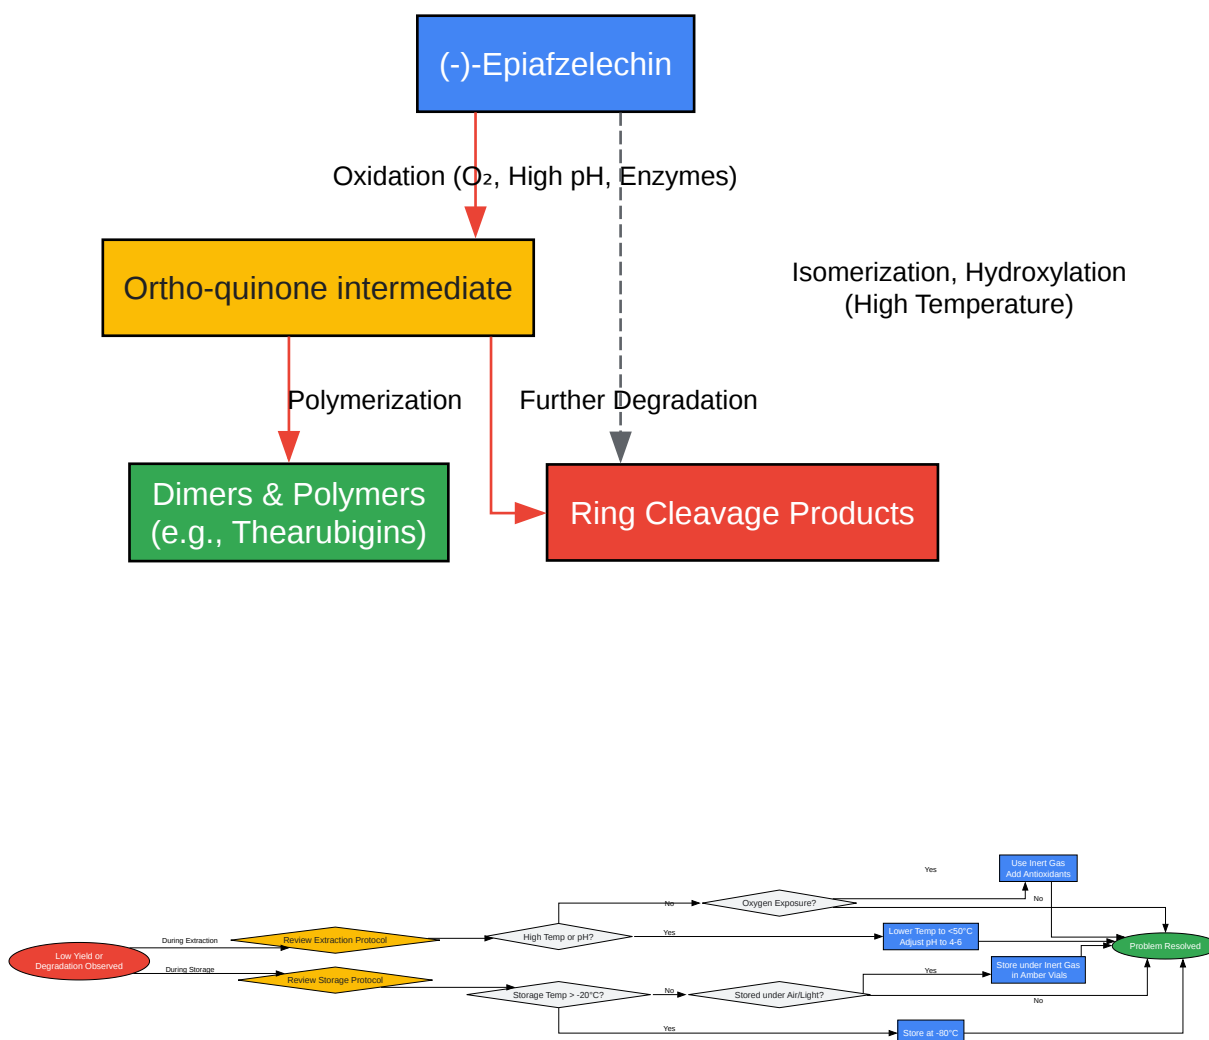 (-)-Epiafzelechin
Oxidation (O₂, High pH, Enzymes)
Ortho-quinone intermediate
Isomerization, Hydroxylation
(High Temperature)
Polymerization
Further Degradation
Dimers & Polymers
(e.g., Thearubigins)
Ring Cleavage Products
Low Yield or
Degradation Observed
During Extraction
During Storage
Review Extraction Protocol
Review Storage Protocol
High Temp or pH?
Storage Temp > -20°C?
No
Yes
No
Yes
Oxygen Exposure?
Stored under Air/Light?
Yes
No
Yes
No
Use Inert Gas
Add Antioxidants
Lower Temp to <50°C
Adjust pH to 4-6
Store under Inert Gas
in Amber Vials
Store at -80°C
Problem Resolved